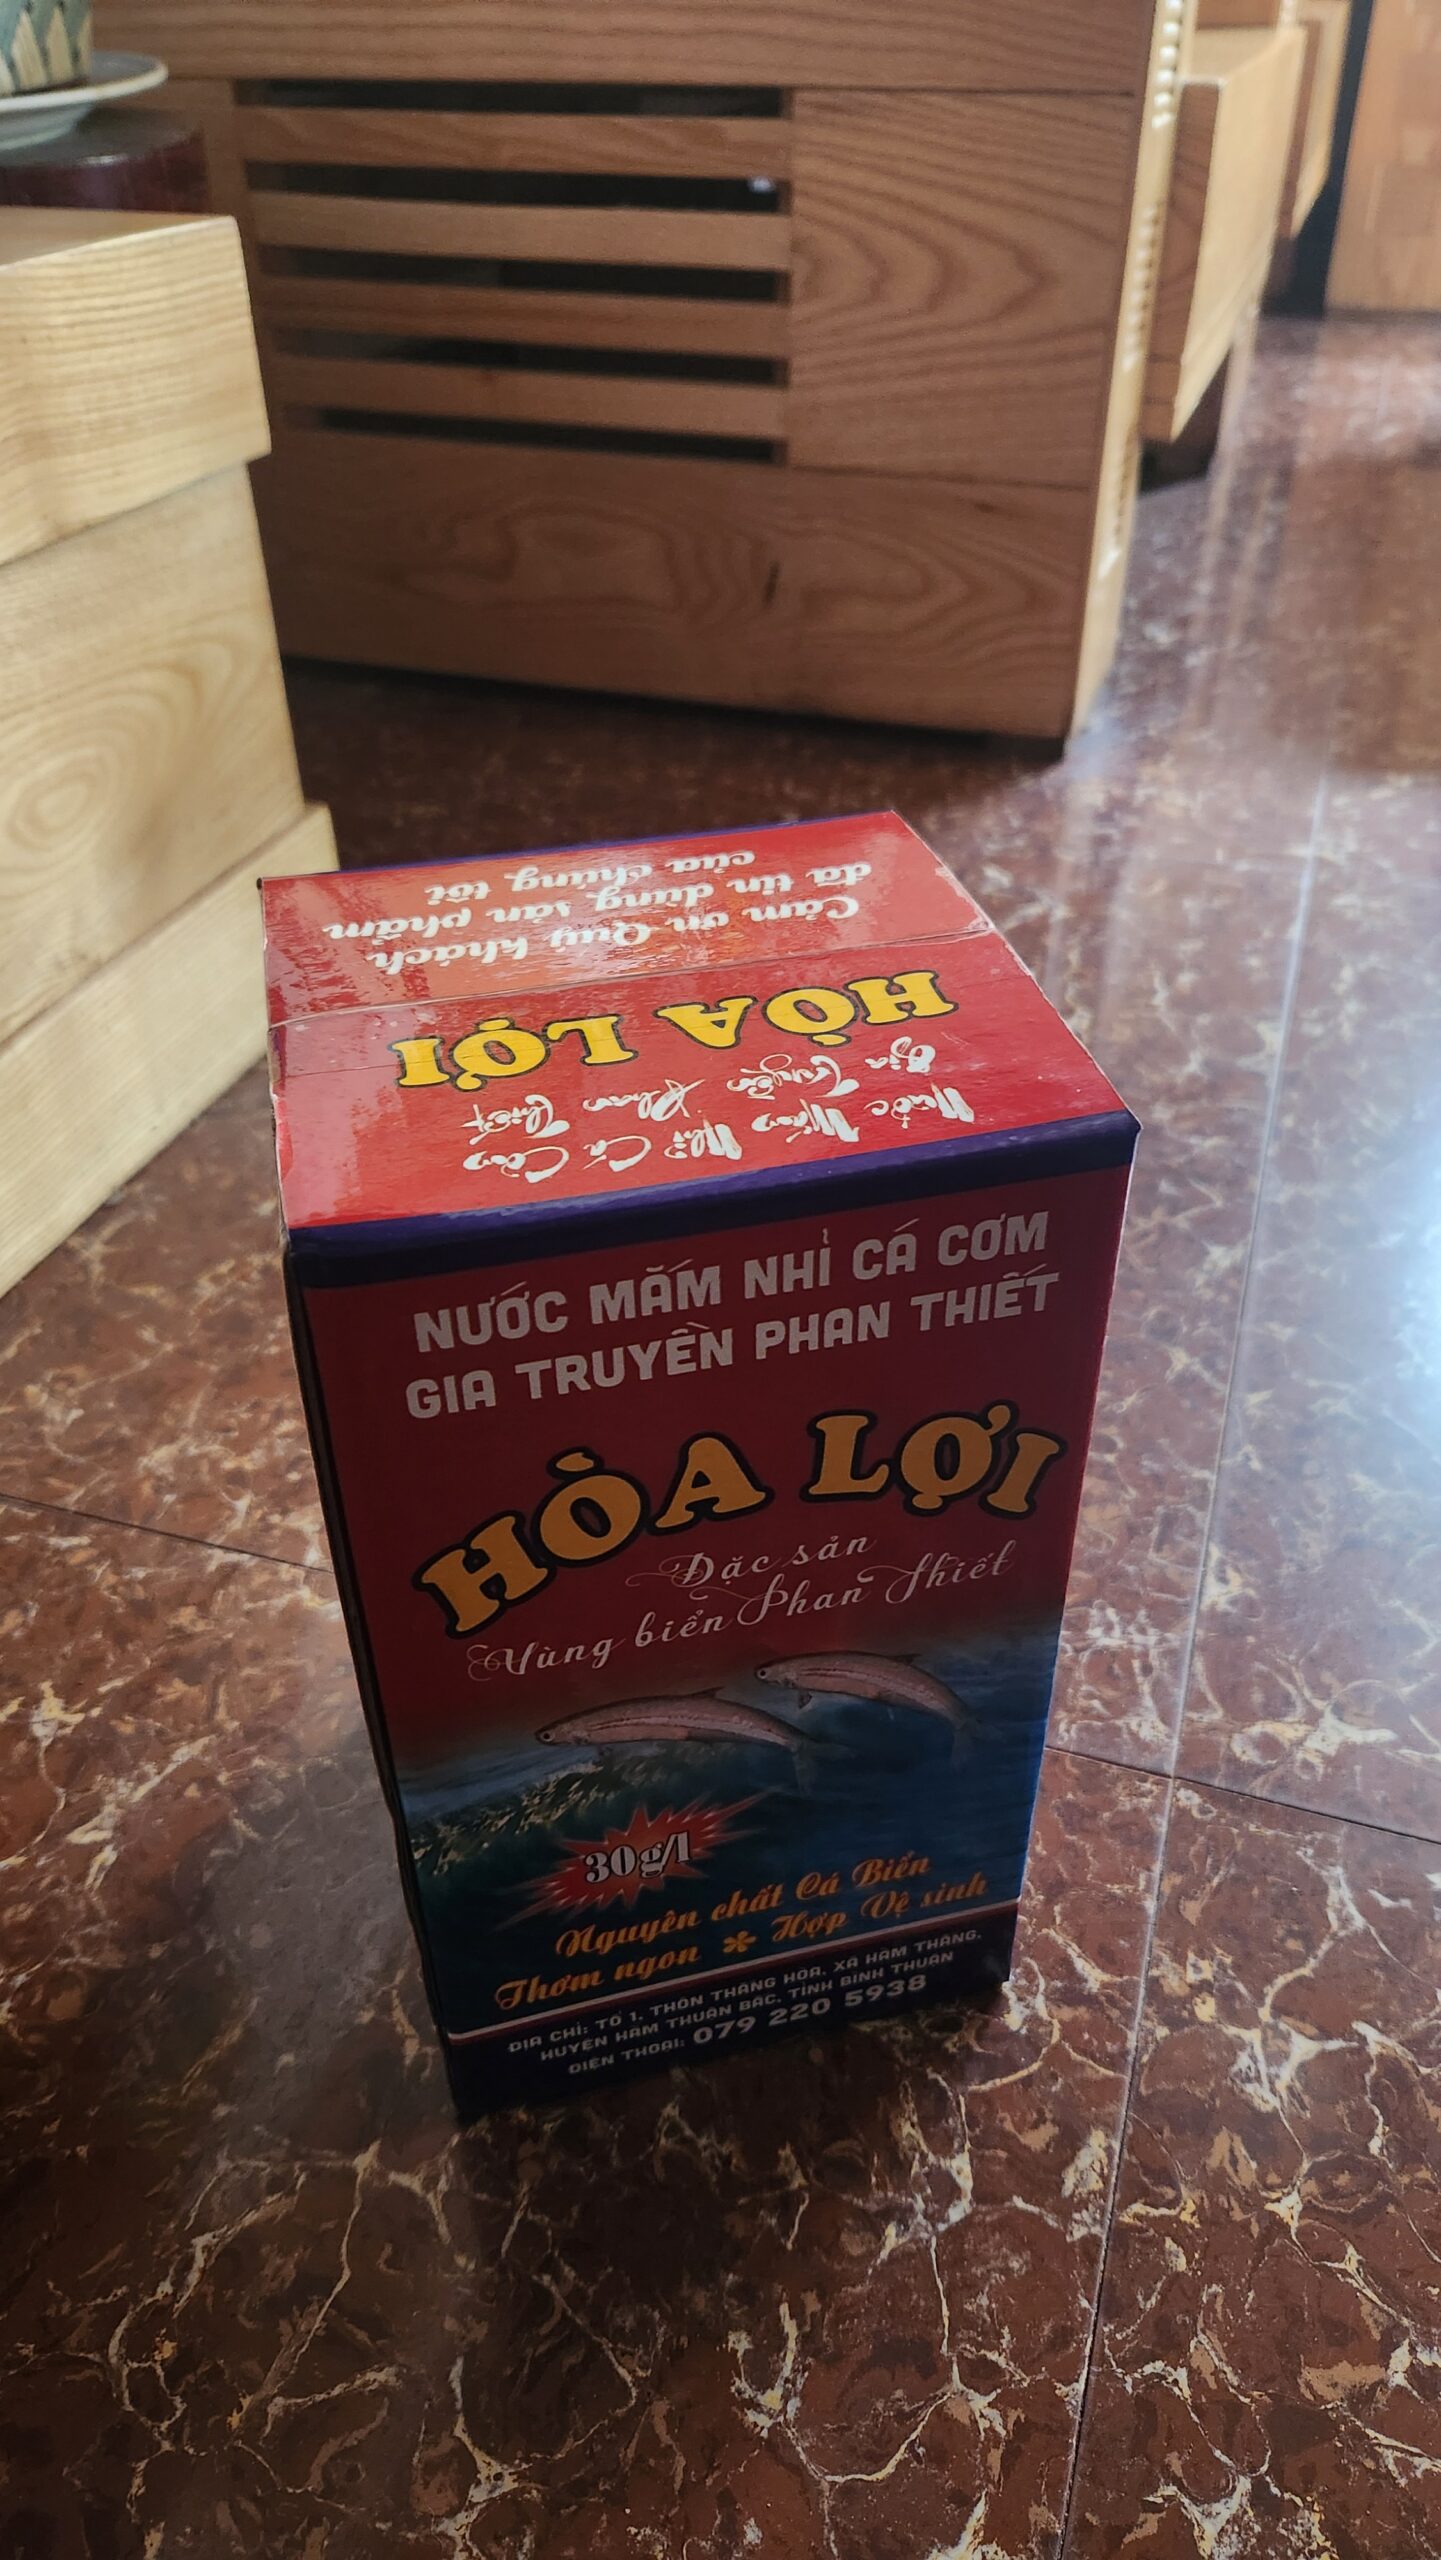 Cảm ơn Quý khách
đã tin dùng sản phẩm
của chúng tôi
HÒA LỢI
Gia Truyền Phan Thiết
Nước Mắm Nhỉ Cá Cơm
NƯỚC MẮM NHỈ CÁ CƠM
GIA TRUYỀN PHAN THIẾT
HÒA LỢI
Đặc sản
Vùng biển Phan Thiết
30g/l
Nguyên chất Cá Biển
Thơm ngon * Hợp Vệ sinh
ĐỊA CHỈ: TỔ 1, THÔN THẮNG HÒA, XÃ HÀM THẮNG,
HUYỆN HÀM THUẬN BẮC, TỈNH BÌNH THUẬN
ĐIỆN THOẠI: 079 220 5938